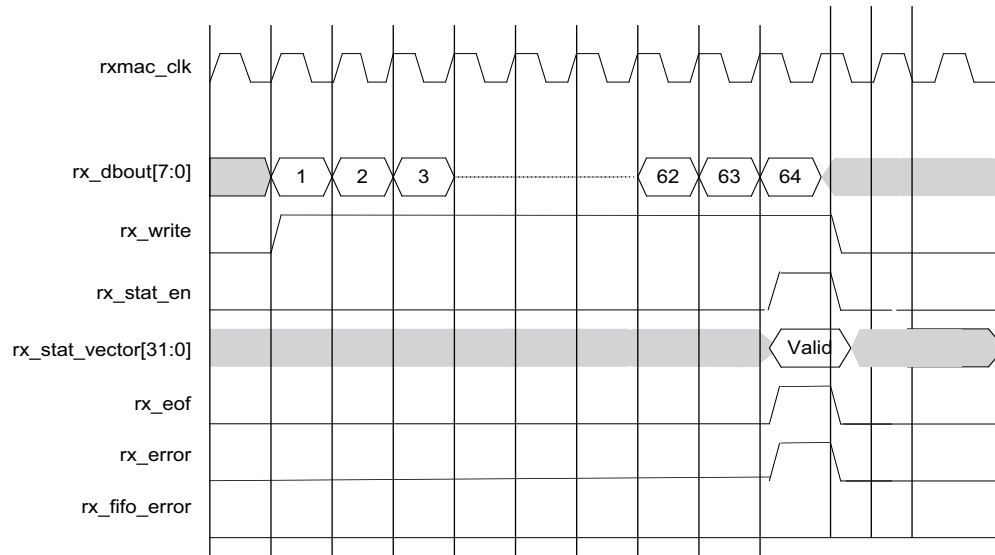 rxmac_clk
rx_dbout[7:0] 1 2 3 62 63 64
rx_write
rx_stat_en
rx_stat_vector[31:0] Valid
rx_eof
rx_error
rx_fifo_error